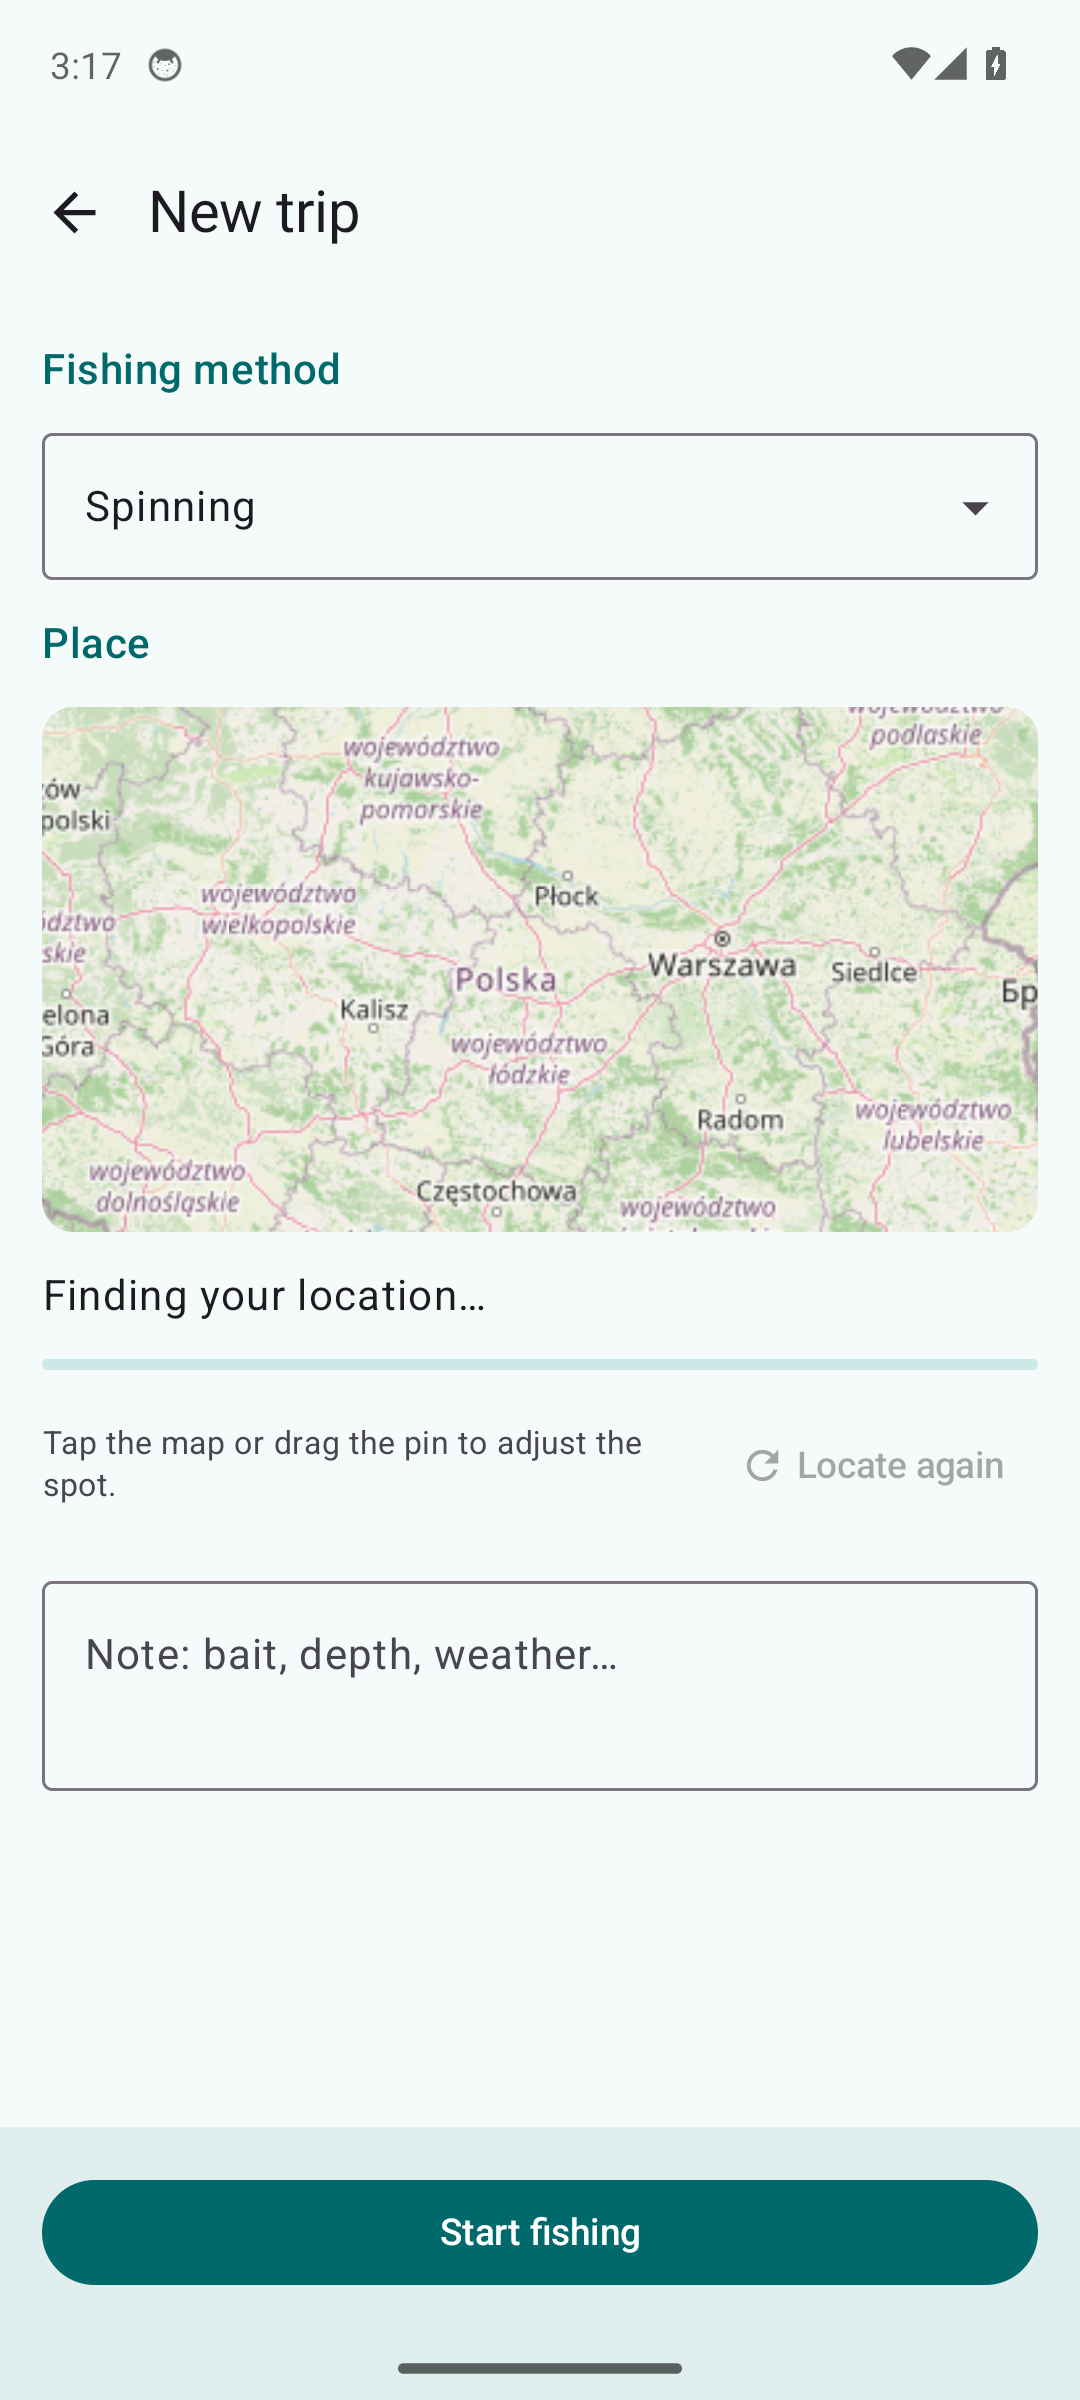 3:17
New trip
Fishing method
Spinning
Place
podlaskie
województwo
kujawsko-
pomorskie
polski
Płock
województwo
wielkopolskie
Warszawa
Siedlce
Polska
Kalisz
elona
Góra
województwo
łódzkie
Radom
województwo
lubelskie
województwo
dolnośląskie
Częstochowa
województwo
Finding your location…
Tap the map or drag the pin to adjust the
spot.
Locate again
Note: bait, depth, weather…
Start fishing